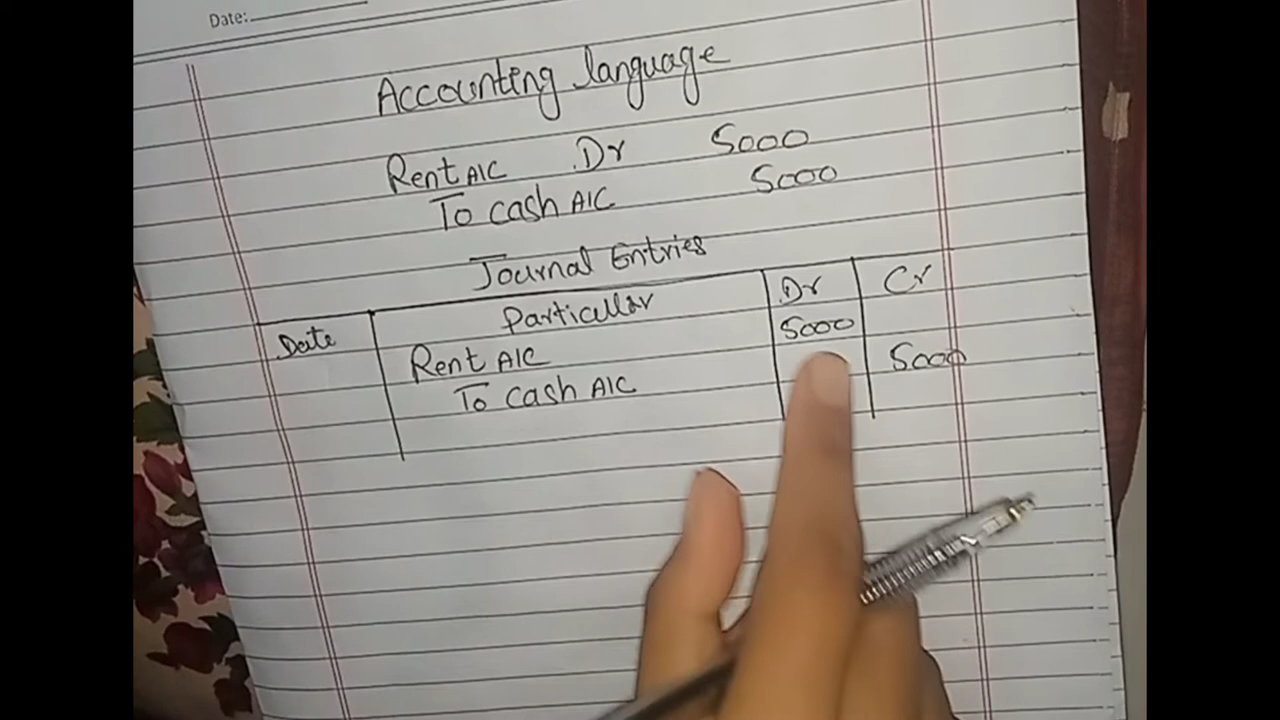 Date:
Accounting language
Rent A/C Dr 5000
To cash A/C 5000
Journal Entries
Date Particular Dr Cr
Rent A/C 5000
To cash A/C 5000